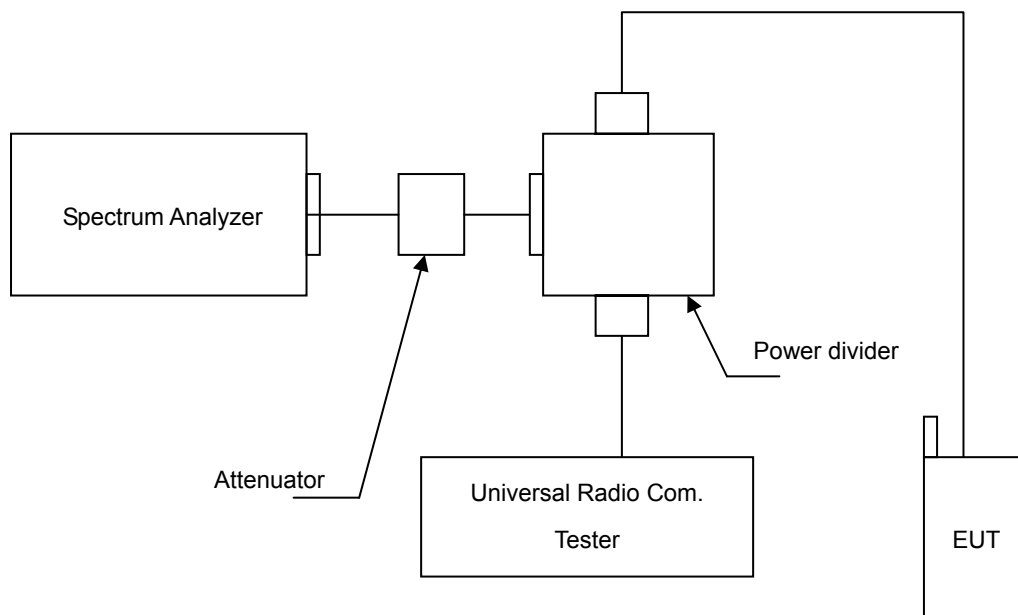 Spectrum Analyzer
Power divider
Attenuator
Universal Radio Com.
Tester
EUT